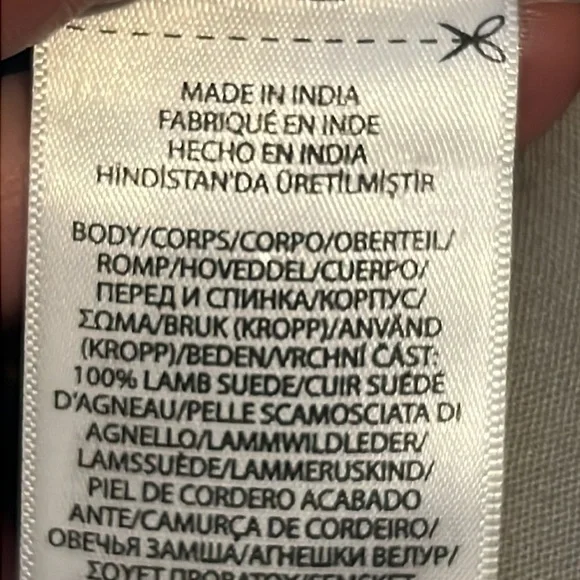 MADE IN INDIA
FABRIQUÉ EN INDE
HECHO EN INDIA
HİNDİSTAN'DA ÜRETİLMİŞTİR
BODY/CORPS/CORPO/OBERTEIL/
ROMP/HOVEDDEL/CUERPO/
ПЕРЕД И СПИНКА/КОРПУС/
ΣΩΜΑ/BRUK (KROPP)/ANVÄND
(KROPP)/BEDEN/VRCHNÍ ČÁST:
100% LAMB SUEDE/CUIR SUÉDÉ
D'AGNEAU/PELLE SCAMOSCIATA DI
AGNELLO/LAMMWILDLEDER/
LAMSSUÈDE/LAMMERUSKIND/
PIEL DE CORDERO ACABADO
ANTE/CAMURÇA DE CORDEIRO/
ОВЕЧЬЯ ЗАМША/АГНЕШКИ ВЕЛУР/
ΣΟΥΕΤ